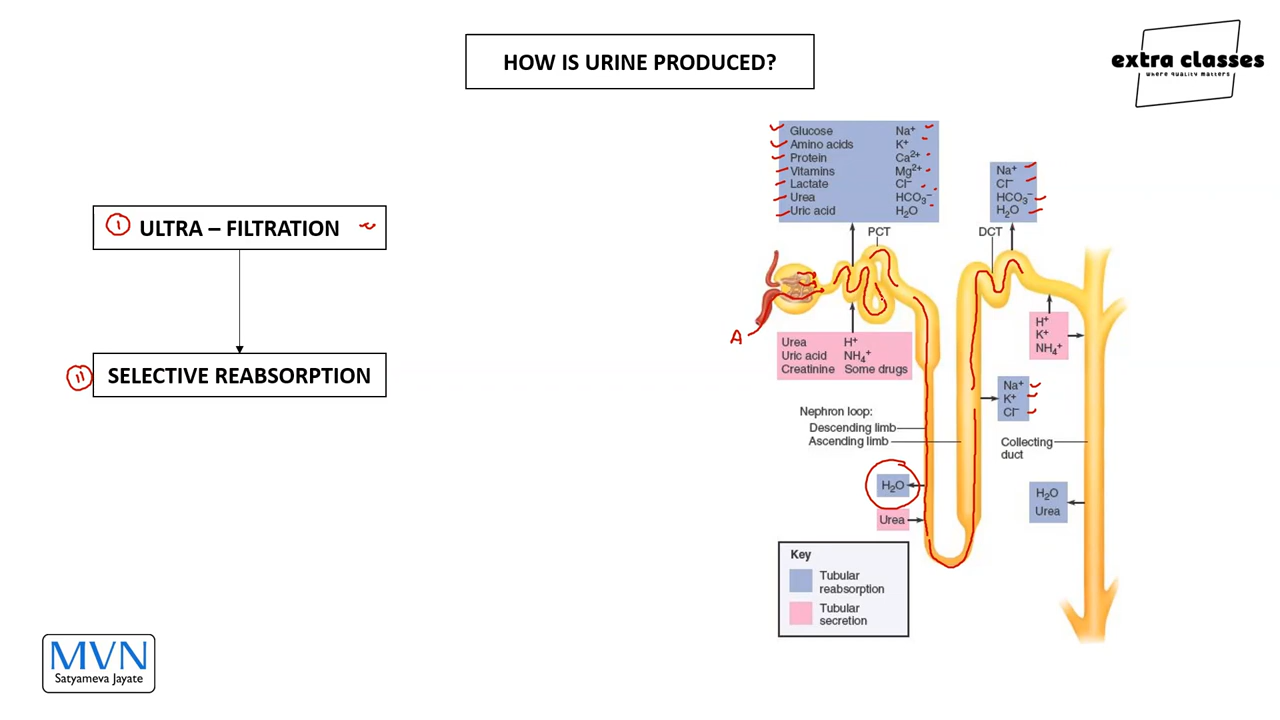 HOW IS URINE PRODUCED?
extra classes
where quality matters
I ULTRA – FILTRATION
II SELECTIVE REABSORPTION
Glucose Na⁺
Amino acids K⁺
Protein Ca²⁺
Vitamins Mg²⁺
Lactate Cl⁻
Urea HCO₃⁻
Uric acid H₂O
PCT
Na⁺
Cl⁻
HCO₃⁻
H₂O
DCT
A
Urea H⁺
Uric acid NH₄⁺
Creatinine Some drugs
H⁺
K⁺
NH₄⁺
Na⁺
K⁺
Cl⁻
Nephron loop:
Descending limb
Ascending limb
Collecting
duct
H₂O
Urea
H₂O
Urea
Key
Tubular
reabsorption
Tubular
secretion
MVN
Satyameva Jayate